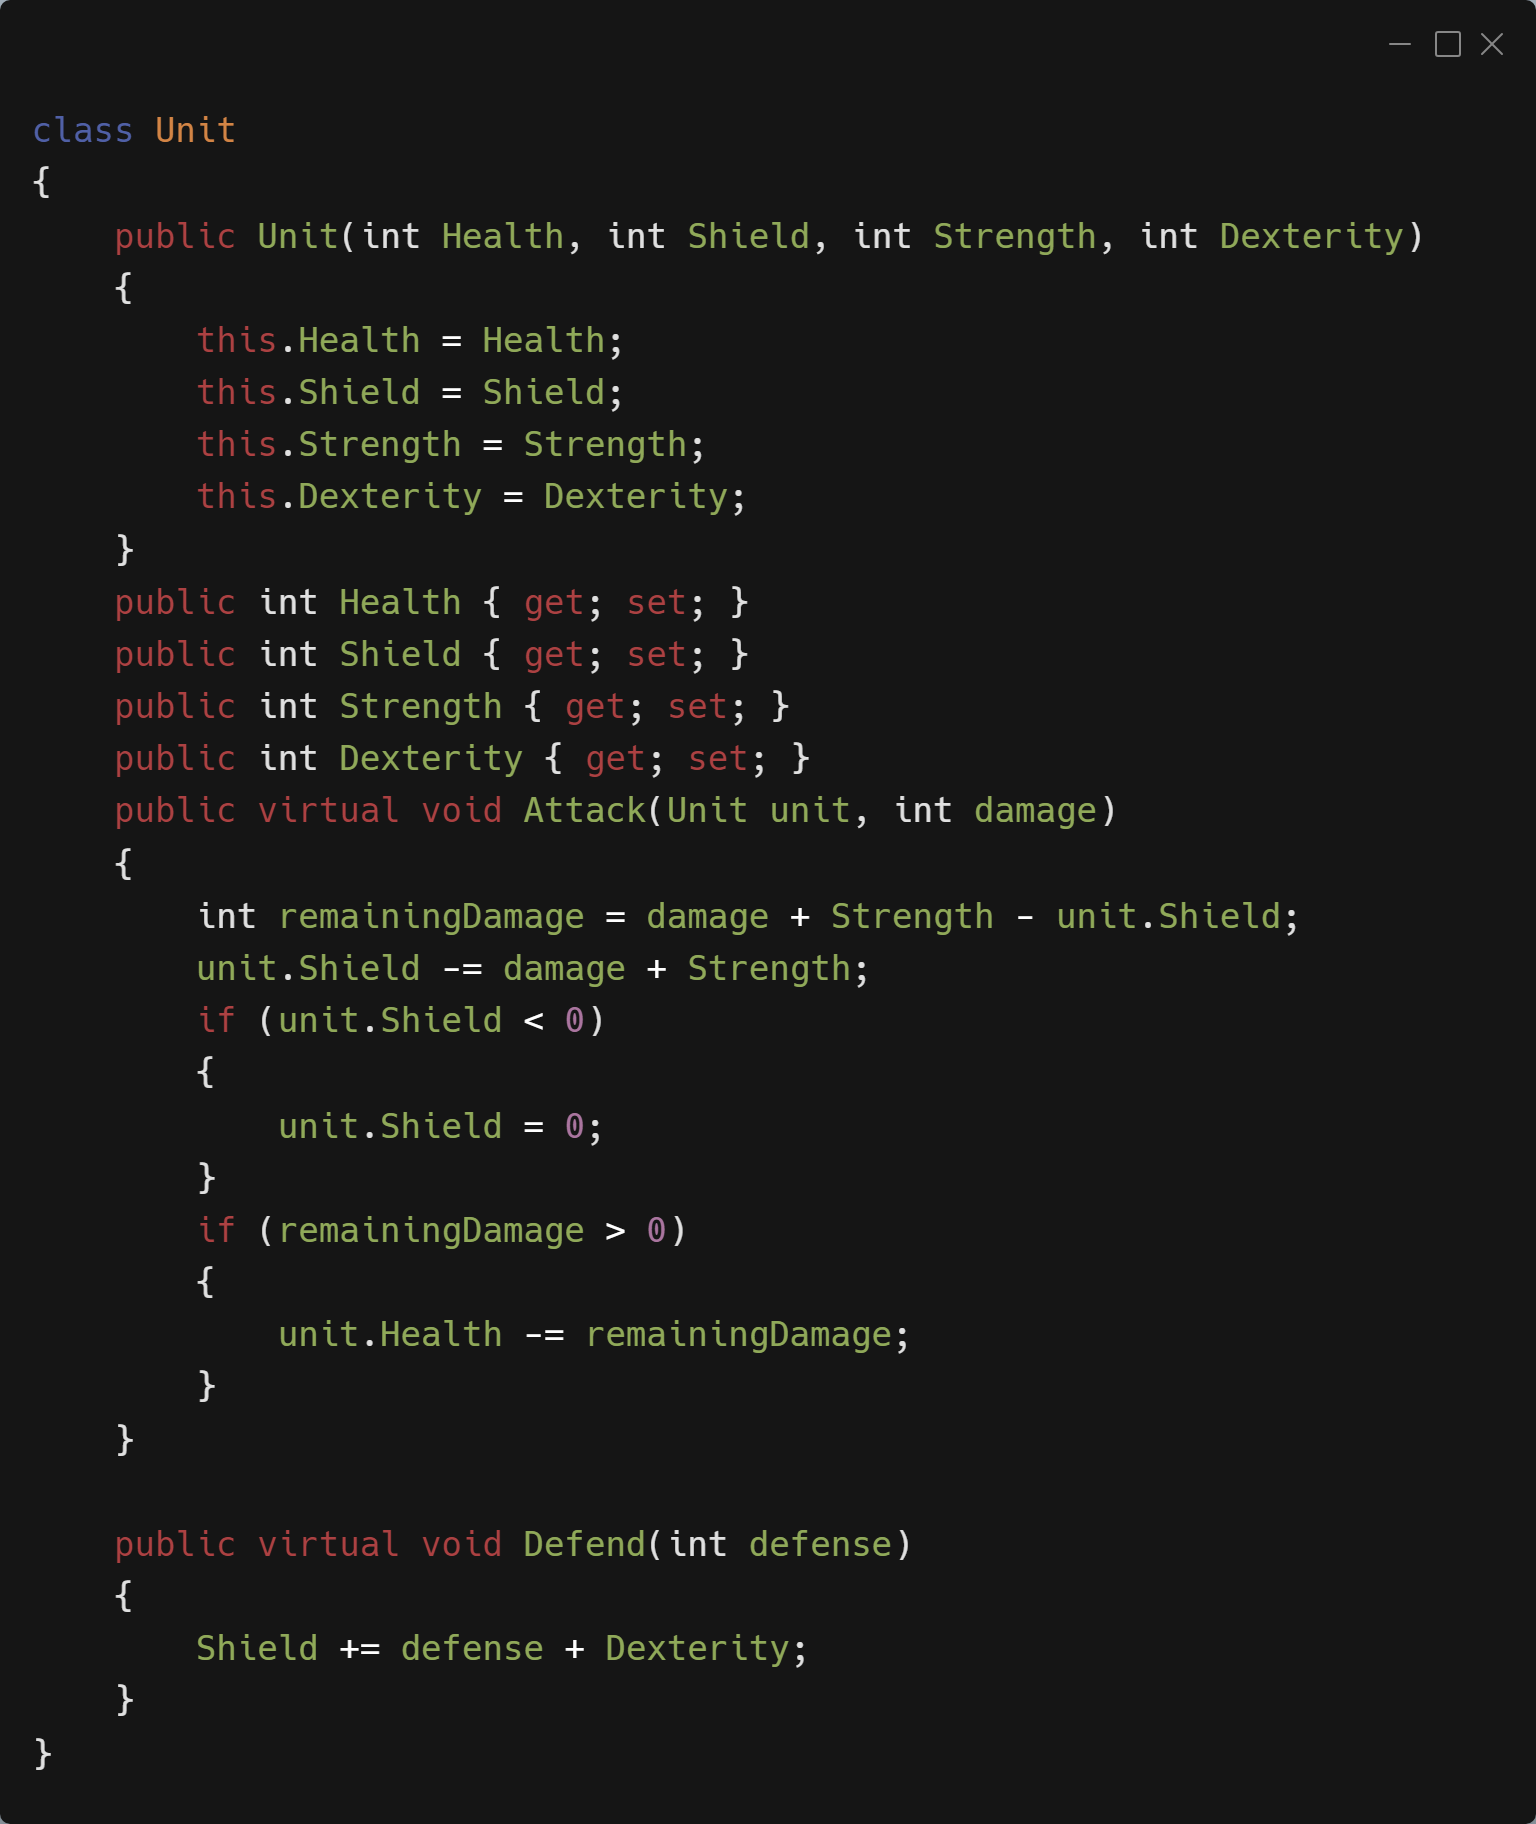 class Unit
{
    public Unit(int Health, int Shield, int Strength, int Dexterity)
    {
        this.Health = Health;
        this.Shield = Shield;
        this.Strength = Strength;
        this.Dexterity = Dexterity;
    }
    public int Health { get; set; }
    public int Shield { get; set; }
    public int Strength { get; set; }
    public int Dexterity { get; set; }
    public virtual void Attack(Unit unit, int damage)
    {
        int remainingDamage = damage + Strength - unit.Shield;
        unit.Shield -= damage + Strength;
        if (unit.Shield < 0)
        {
            unit.Shield = 0;
        }
        if (remainingDamage > 0)
        {
            unit.Health -= remainingDamage;
        }
    }

    public virtual void Defend(int defense)
    {
        Shield += defense + Dexterity;
    }
}